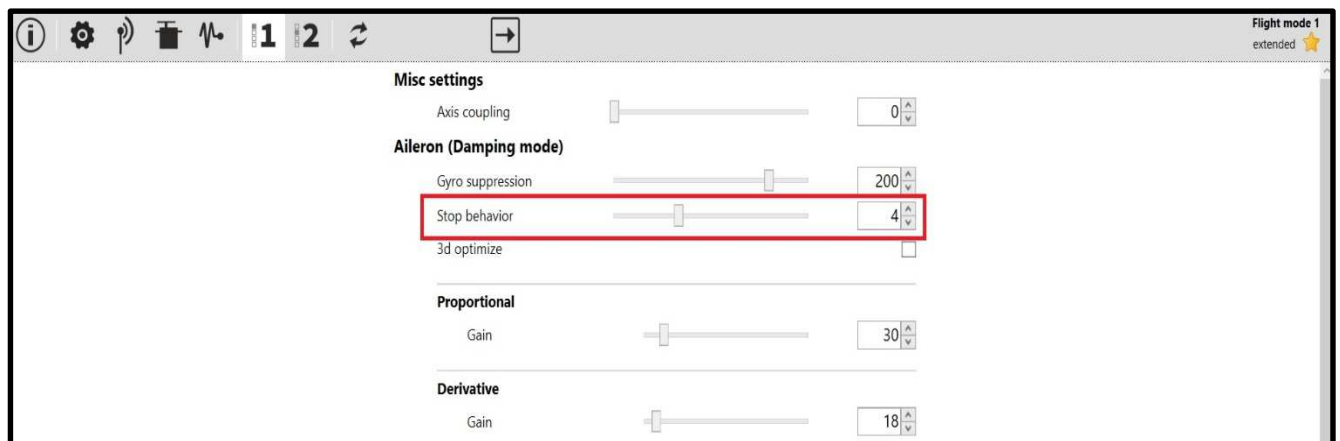 1 2 Flight mode 1
extended
Misc settings
Axis coupling 0
Aileron (Damping mode)
Gyro suppression 200
Stop behavior 4
3d optimize
Proportional
Gain 30
Derivative
Gain 18